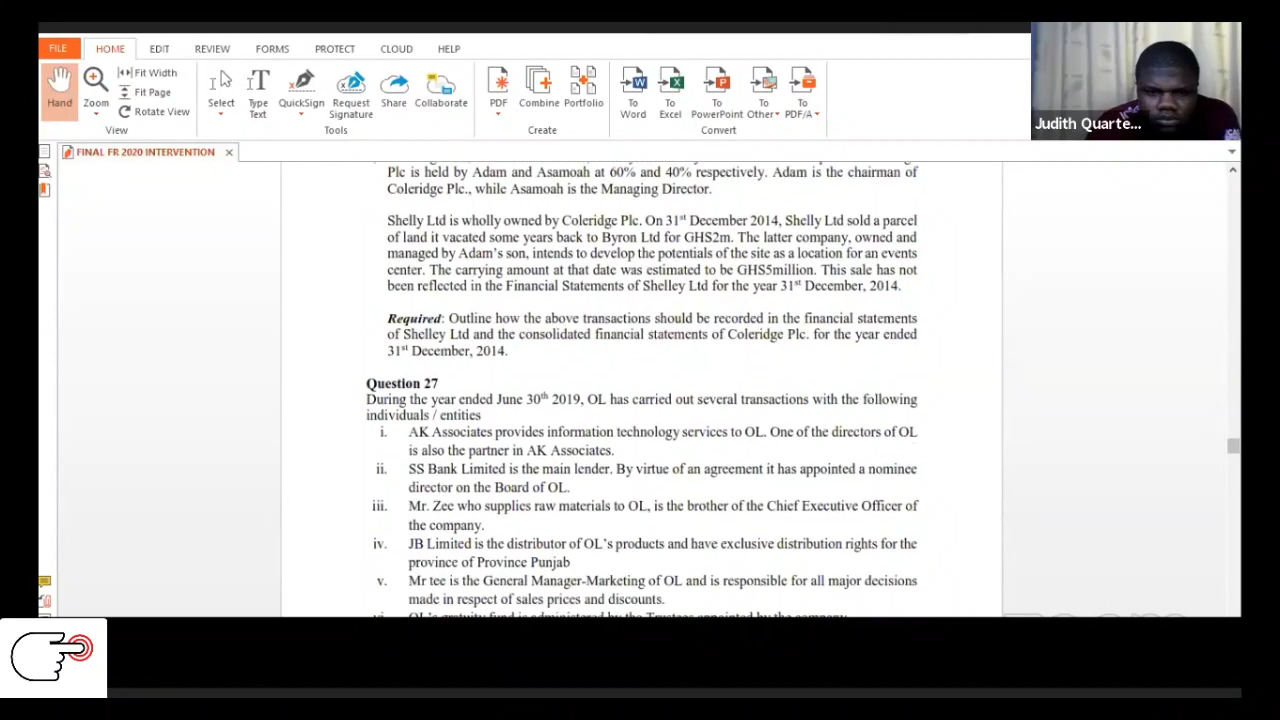 FILE HOME EDIT REVIEW FORMS PROTECT CLOUD HELP
Hand
Zoom
Fit Width
Fit Page
Rotate View
View
Select
Type Text
QuickSign
Request Signature
Share
Collaborate
Tools
PDF
Combine
Portfolio
Create
To Word
To Excel
To PowerPoint
To Other
To PDF/A
Convert
Judith Quarte...
FINAL FR 2020 INTERVENTION
Plc is held by Adam and Asamoah at 60% and 40% respectively. Adam is the chairman of
Coleridge Plc., while Asamoah is the Managing Director.
Shelly Ltd is wholly owned by Coleridge Plc. On 31st December 2014, Shelly Ltd sold a parcel
of land it vacated some years back to Byron Ltd for GHS2m. The latter company, owned and
managed by Adam's son, intends to develop the potentials of the site as a location for an events
center. The carrying amount at that date was estimated to be GHS5million. This sale has not
been reflected in the Financial Statements of Shelley Ltd for the year 31st December, 2014.
Required: Outline how the above transactions should be recorded in the financial statements
of Shelley Ltd and the consolidated financial statements of Coleridge Plc. for the year ended
31st December, 2014.
Question 27
During the year ended June 30th 2019, OL has carried out several transactions with the following
individuals / entities
i. AK Associates provides information technology services to OL. One of the directors of OL
is also the partner in AK Associates.
ii. SS Bank Limited is the main lender. By virtue of an agreement it has appointed a nominee
director on the Board of OL.
iii. Mr. Zee who supplies raw materials to OL, is the brother of the Chief Executive Officer of
the company.
iv. JB Limited is the distributor of OL's products and have exclusive distribution rights for the
province of Province Punjab
v. Mr tee is the General Manager-Marketing of OL and is responsible for all major decisions
made in respect of sales prices and discounts.